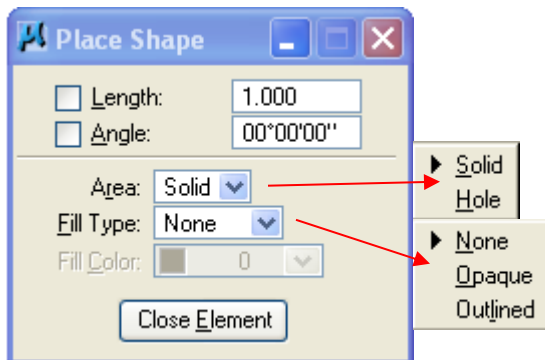 Place Shape
Length: 1.000
Angle: 00°00'00"
Area: Solid
Fill Type: None
Fill Color: 0
Close Element
Solid
Hole
None
Opaque
Outlined